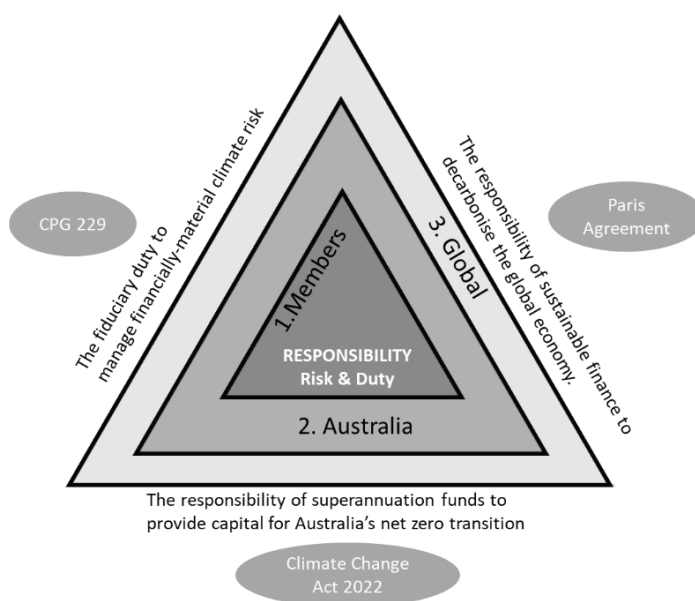 CPG 229
The fiduciary duty to
manage financially-material climate risk
The responsibility of sustainable finance to
decarbonise the global economy.
Paris
Agreement
1.Members
3. Global
RESPONSIBILITY
Risk & Duty
2. Australia
The responsibility of superannuation funds to
provide capital for Australia's net zero transition
Climate Change
Act 2022